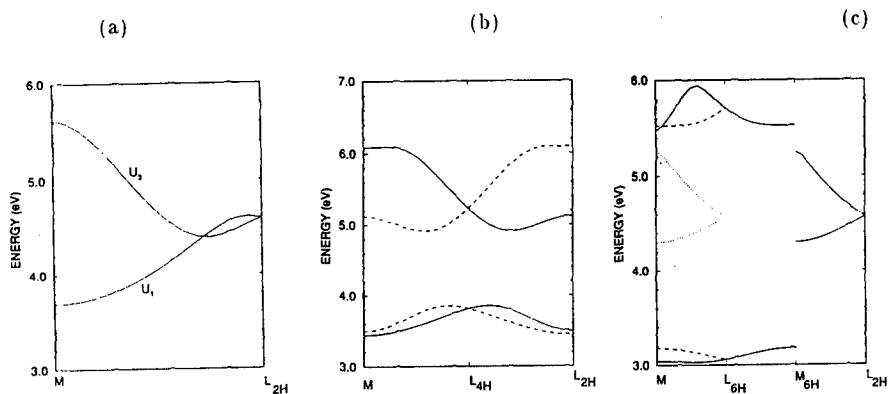 (a)
(b)
(c)
6.0
5.0
4.0
3.0
ENERGY (eV)
U₃
U₁
M
L₂H
7.0
6.0
5.0
4.0
3.0
ENERGY (eV)
M
L₄H
L₂H
6.0
5.0
4.0
3.0
ENERGY (eV)
M
L₆H
M₆H
L₂H